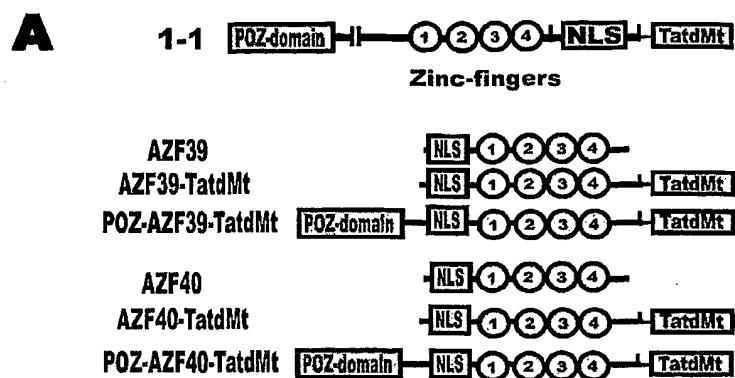 A 1-1 POZ-domain 1 2 3 4 NLS TatdMt
Zinc-fingers
AZF39 NLS 1 2 3 4
AZF39-TatdMt NLS 1 2 3 4 TatdMt
POZ-AZF39-TatdMt POZ-domain NLS 1 2 3 4 TatdMt
AZF40 NLS 1 2 3 4
AZF40-TatdMt NLS 1 2 3 4 TatdMt
POZ-AZF40-TatdMt POZ-domain NLS 1 2 3 4 TatdMt